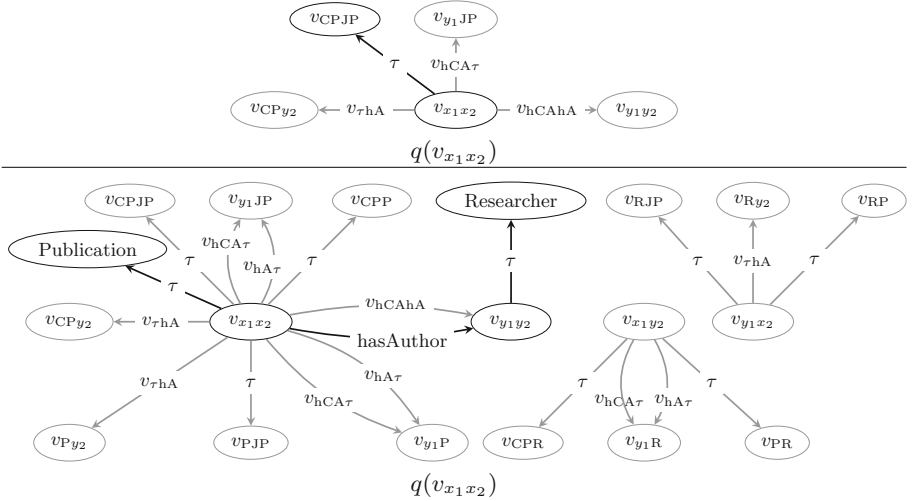 v_CPJP v_y₁JP
τ v_hCAτ
v_CPy₂ v_τhA v_x₁x₂ v_hCAhA v_y₁y₂
q(v_x₁x₂)
v_CPJP v_y₁JP v_CPP Researcher v_RJP v_Ry₂ v_RP
Publication v_hCAτ
τ v_hAτ τ τ τ v_τhA τ
τ
v_hCAhA
v_CPy₂ v_τhA v_x₁x₂ v_y₁y₂ v_x₁y₂ v_y₁x₂
hasAuthor
v_τhA τ v_hAτ τ τ
v_hCAτ v_hCAτ v_hAτ
v_Py₂ v_PJP v_y₁P v_CPR v_y₁R v_PR
q(v_x₁x₂)